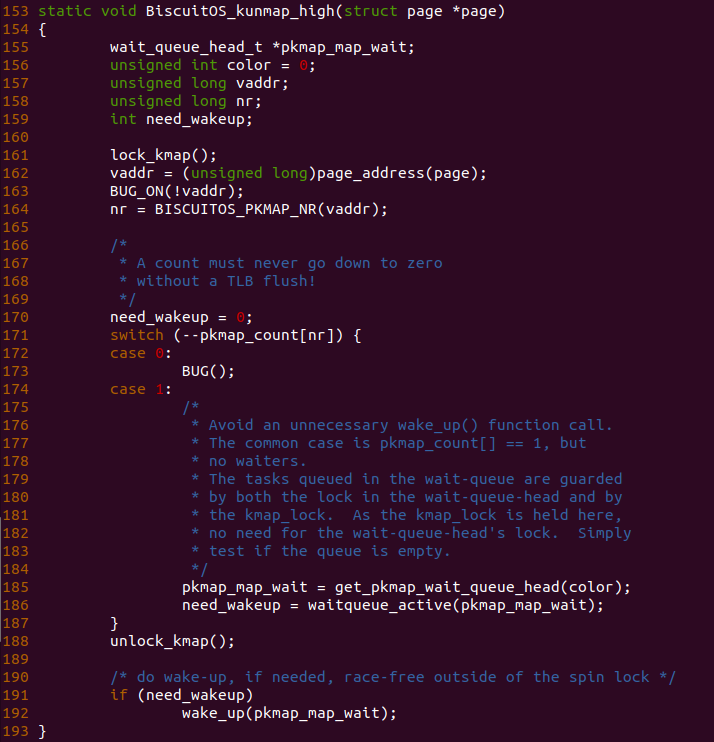 153 static void BiscuitOS_kunmap_high(struct page *page)
154 {
155         wait_queue_head_t *pkmap_map_wait;
156         unsigned int color = 0;
157         unsigned long vaddr;
158         unsigned long nr;
159         int need_wakeup;
160
161         lock_kmap();
162         vaddr = (unsigned long)page_address(page);
163         BUG_ON(!vaddr);
164         nr = BISCUITOS_PKMAP_NR(vaddr);
165
166         /*
167          * A count must never go down to zero
168          * without a TLB flush!
169          */
170         need_wakeup = 0;
171         switch (--pkmap_count[nr]) {
172         case 0:
173                 BUG();
174         case 1:
175                 /*
176                  * Avoid an unnecessary wake_up() function call.
177                  * The common case is pkmap_count[] == 1, but
178                  * no waiters.
179                  * The tasks queued in the wait-queue are guarded
180                  * by both the lock in the wait-queue-head and by
181                  * the kmap_lock.  As the kmap_lock is held here,
182                  * no need for the wait-queue-head's lock.  Simply
183                  * test if the queue is empty.
184                  */
185                 pkmap_map_wait = get_pkmap_wait_queue_head(color);
186                 need_wakeup = waitqueue_active(pkmap_map_wait);
187         }
188         unlock_kmap();
189
190         /* do wake-up, if needed, race-free outside of the spin lock */
191         if (need_wakeup)
192                 wake_up(pkmap_map_wait);
193 }